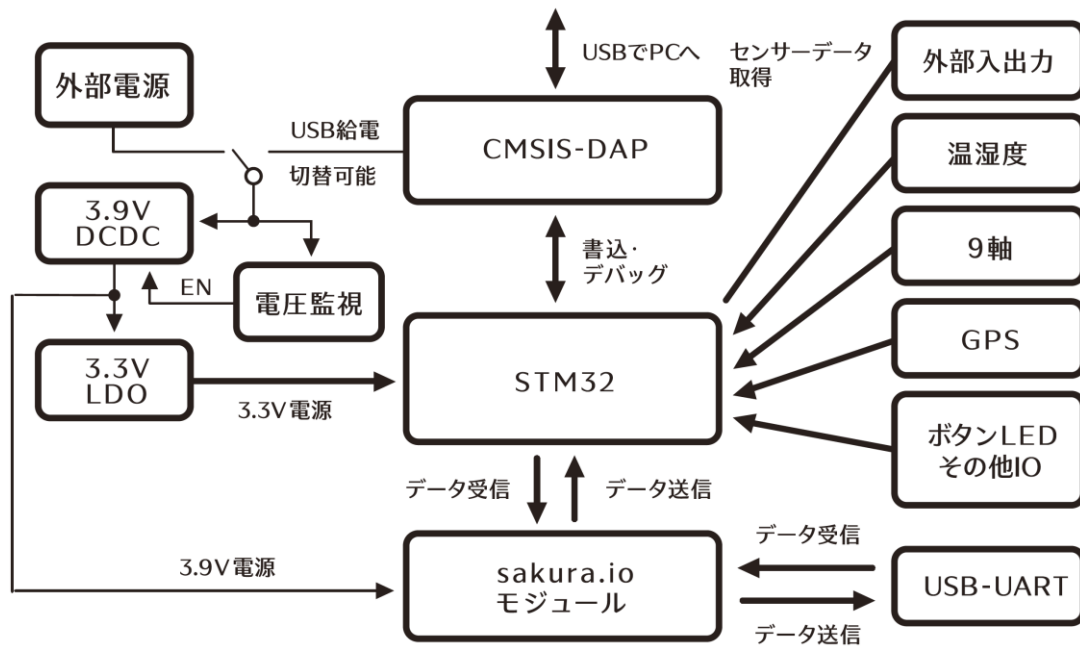 USBでPCへ
センサーデータ
取得
外部入出力
外部電源
USB給電
切替可能
CMSIS-DAP
温湿度
3.9V
DCDC
9軸
書込・
デバッグ
EN
電圧監視
GPS
3.3V
LDO
3.3V電源
STM32
ボタンLED
その他IO
データ受信
データ送信
データ受信
3.9V電源
sakura.io
モジュール
USB-UART
データ送信